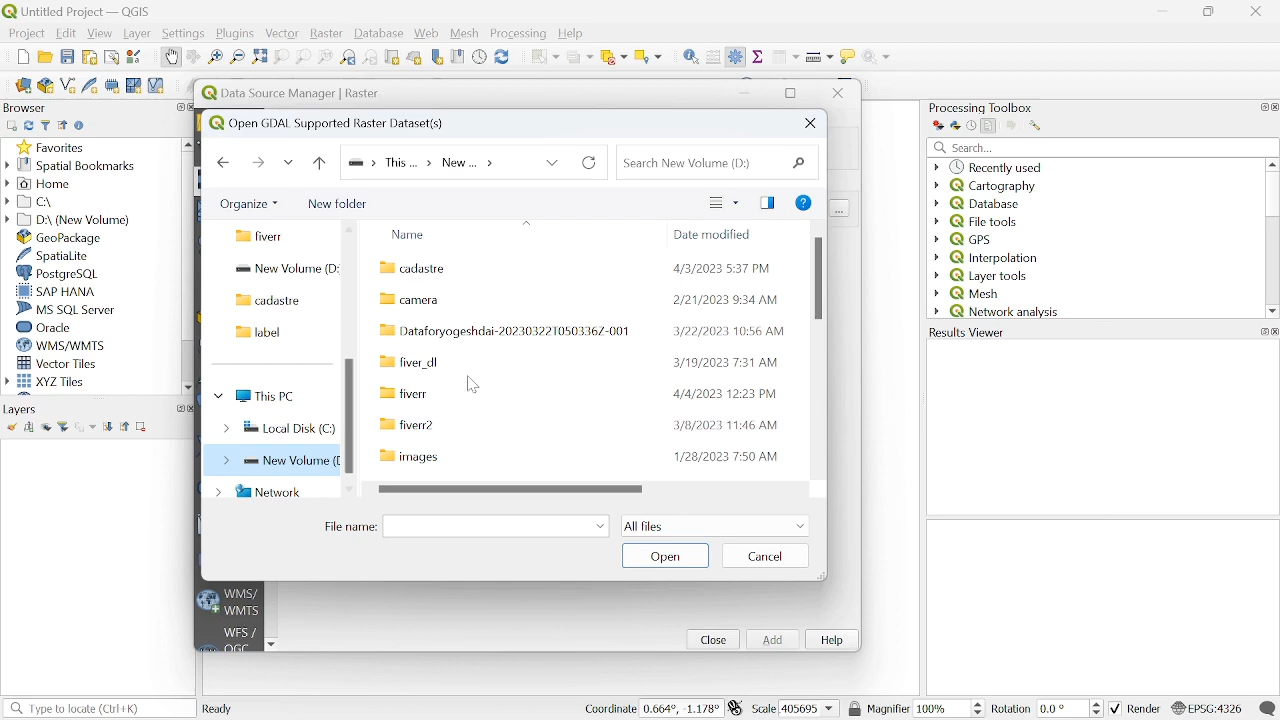 Untitled Project — QGIS
Project Edit View Layer Settings Plugins Vector Raster Database Web Mesh Processing Help
Browser
Favorites
Spatial Bookmarks
Home
C:\
D:\ (New Volume)
GeoPackage
SpatiaLite
PostgreSQL
SAP HANA
MS SQL Server
Oracle
WMS/WMTS
Vector Tiles
XYZ Tiles
Layers
Data Source Manager | Raster
Open GDAL Supported Raster Dataset(s)
This ... New ... Search New Volume (D:)
Organize New folder
fiverr
New Volume (D:
cadastre
label
This PC
Local Disk (C:)
New Volume (D
Network
Name Date modified
cadastre 4/3/2023 5:37 PM
camera 2/21/2023 9:34 AM
Dataforyogeshdai-20230322T050336Z-001 3/22/2023 10:56 AM
fiver_dl 3/19/2023 7:31 AM
fiverr 4/4/2023 12:23 PM
fiverr2 3/8/2023 11:46 AM
images 1/28/2023 7:50 AM
File name: All files
Open Cancel
...
WMS/
WMTS
WFS /
OGC
Close Add Help
Processing Toolbox
Search...
Recently used
Cartography
Database
File tools
GPS
Interpolation
Layer tools
Mesh
Network analysis
Results Viewer
Type to locate (Ctrl+K) Ready Coordinate 0.664°, -1.178° Scale 405695 Magnifier 100% Rotation 0.0 ° Render EPSG:4326